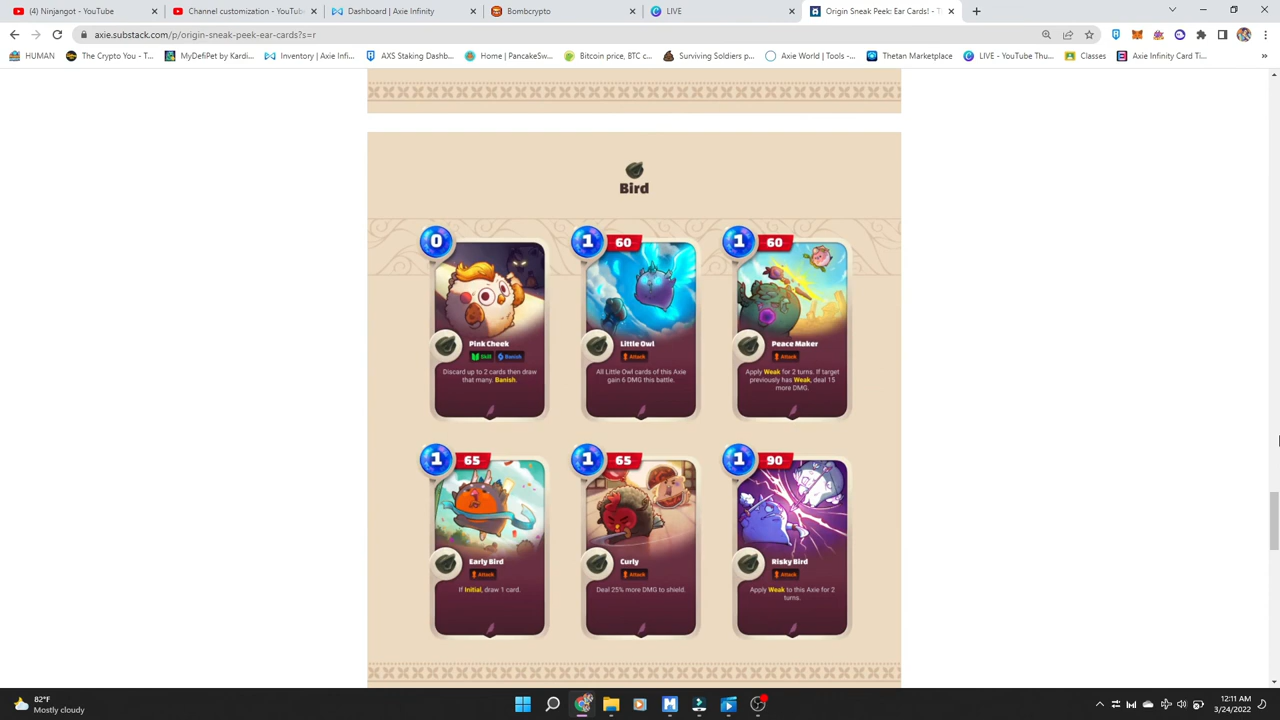 (4) Ninjangot - YouTube
Channel customization - YouTub
Dashboard | Axie Infinity
Bombcrypto
LIVE
Origin Sneak Peek: Ear Cards! - T
axie.substack.com/p/origin-sneak-peek-ear-cards?s=r
HUMAN
The Crypto You - T...
MyDefiPet by Kardi...
Inventory | Axie Infi...
AXS Staking Dashb...
Home | PancakeSw...
Bitcoin price, BTC c...
Surviving Soldiers p...
Axie World | Tools -...
Thetan Marketplace
LIVE - YouTube Thu...
Classes
Axie Infinity Card Ti...
Bird
0
1 60
1 60
Pink Cheek
Skill Banish
Discard up to 2 cards then draw
that many. Banish.
Little Owl
Attack
All Little Owl cards of this Axie
gain 6 DMG this battle.
Peace Maker
Attack
Apply Weak for 2 turns. If target
previously has Weak, deal 15
more DMG.
1 65
1 65
1 90
Early Bird
Attack
If Initial, draw 1 card.
Curly
Attack
Deal 25% more DMG to shield.
Risky Bird
Attack
Apply Weak to this Axie for 2
turns.
82°F
Mostly cloudy
12:11 AM
3/24/2022